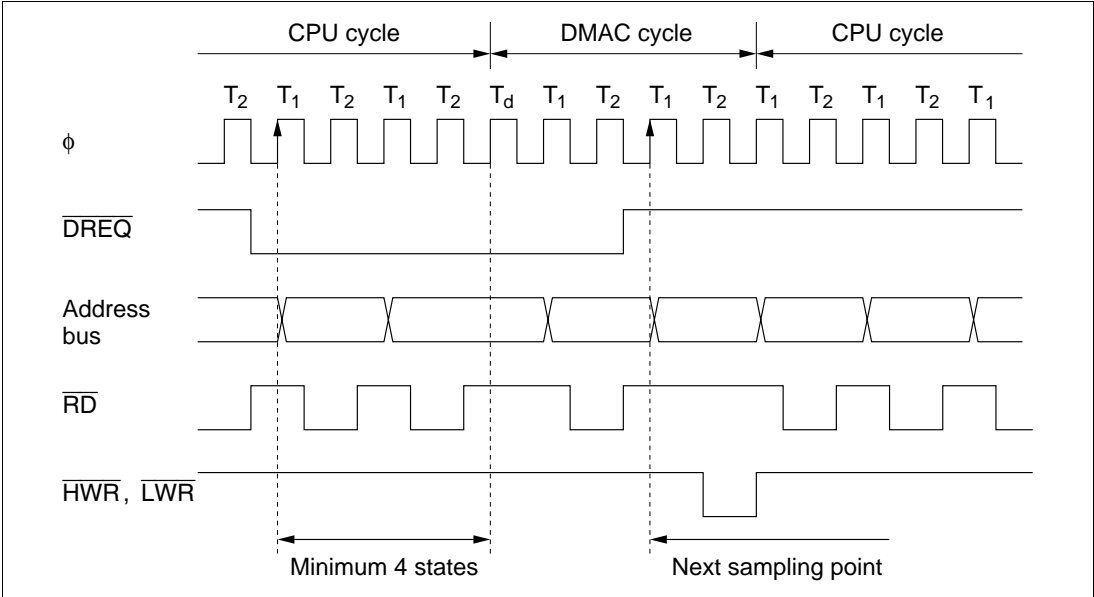 CPU cycle DMAC cycle CPU cycle
T2 T1 T2 T1 T2 Td T1 T2 T1 T2 T1 T2 T1 T2 T1
ϕ
DREQ
Address
bus
RD
HWR, LWR
Minimum 4 states Next sampling point